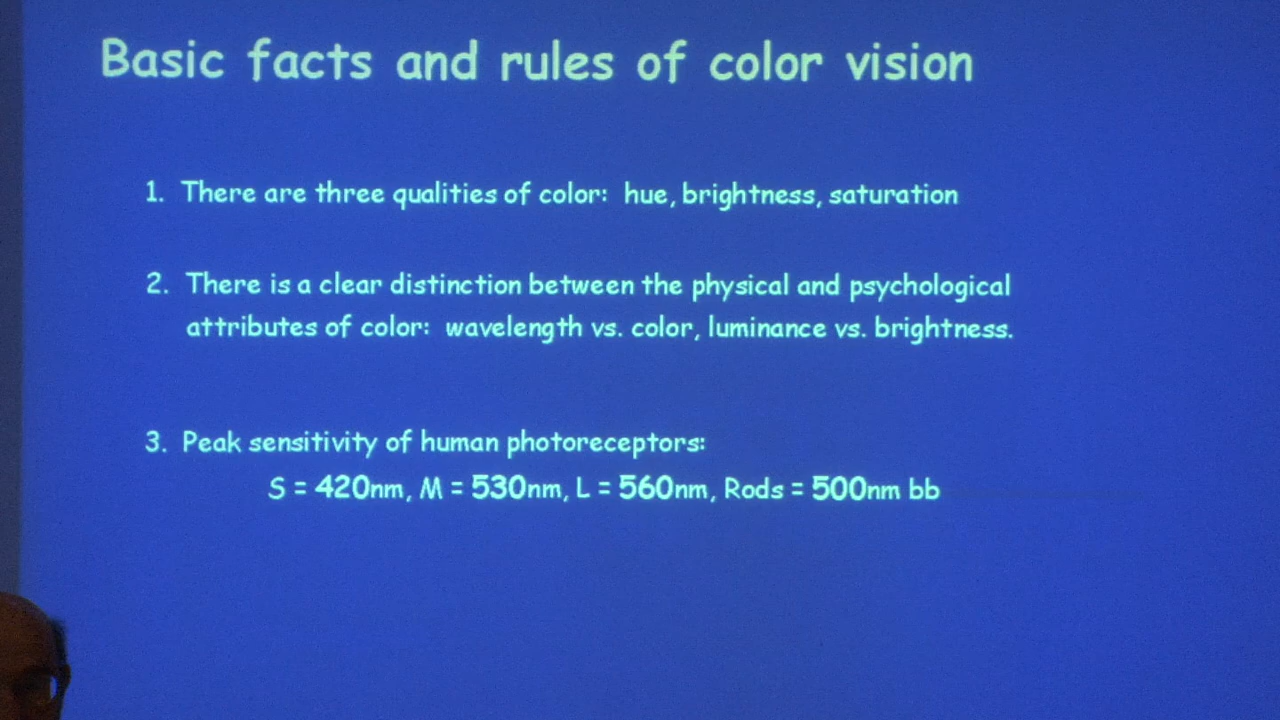 Basic facts and rules of color vision
1. There are three qualities of color: hue, brightness, saturation
2. There is a clear distinction between the physical and psychological
attributes of color: wavelength vs. color, luminance vs. brightness.
3. Peak sensitivity of human photoreceptors:
S = 420nm, M = 530nm, L = 560nm, Rods = 500nm bb